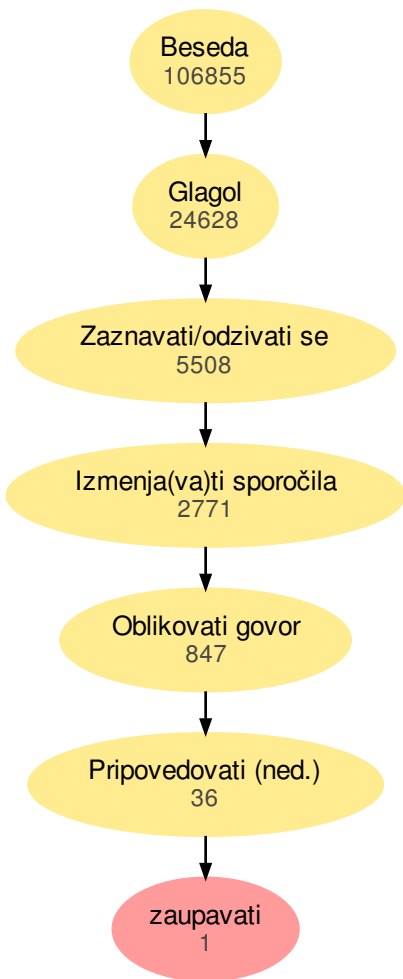 Beseda
106855
Glagol
24628
Zaznavati/odzivati se
5508
Izmenja(va)ti sporočila
2771
Oblikovati govor
847
Pripovedovati (ned.)
36
zaupavati
1